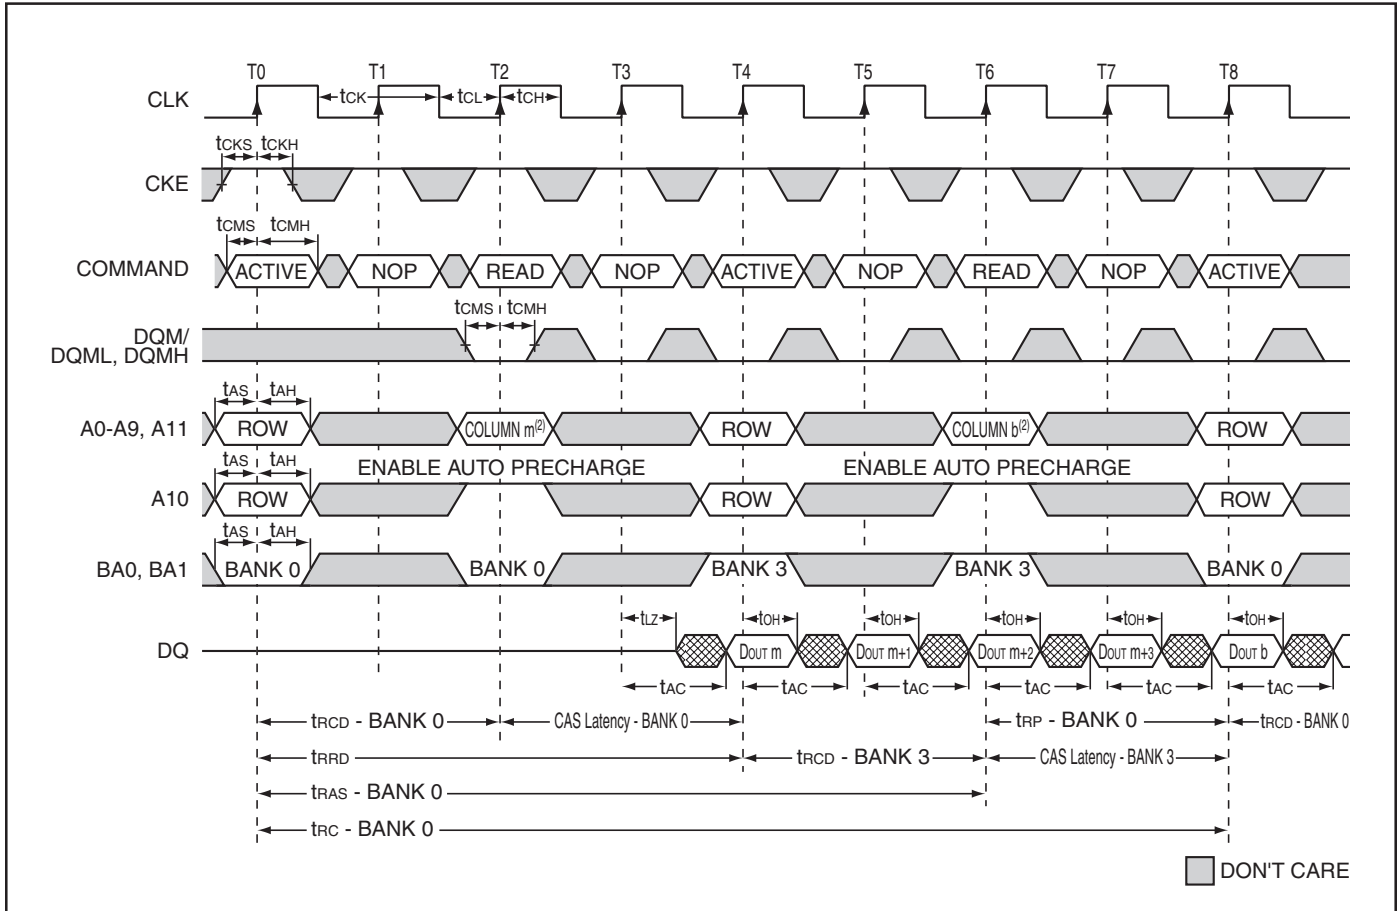 T0 T1 T2 T3 T4 T5 T6 T7 T8
CLK tCK tCL tCH
tCKS tCKH
CKE
tCMS tCMH
COMMAND ACTIVE NOP READ NOP ACTIVE NOP READ NOP ACTIVE
tCMS tCMH
DQM/
DQML, DQMH
tAS tAH
A0-A9, A11 ROW COLUMN m(2) ROW COLUMN b(2) ROW
tAS tAH ENABLE AUTO PRECHARGE ENABLE AUTO PRECHARGE
A10 ROW ROW ROW
tAS tAH
BA0, BA1 BANK 0 BANK 0 BANK 3 BANK 3 BANK 0
tLZ tOH tOH tOH tOH tOH
DQ DOUT m DOUT m+1 DOUT m+2 DOUT m+3 DOUT b
tAC tAC tAC tAC tAC tAC
tRCD - BANK 0 CAS Latency - BANK 0 tRP - BANK 0 tRCD - BANK 0
tRRD tRCD - BANK 3 CAS Latency - BANK 3
tRAS - BANK 0
tRC - BANK 0
DON'T CARE